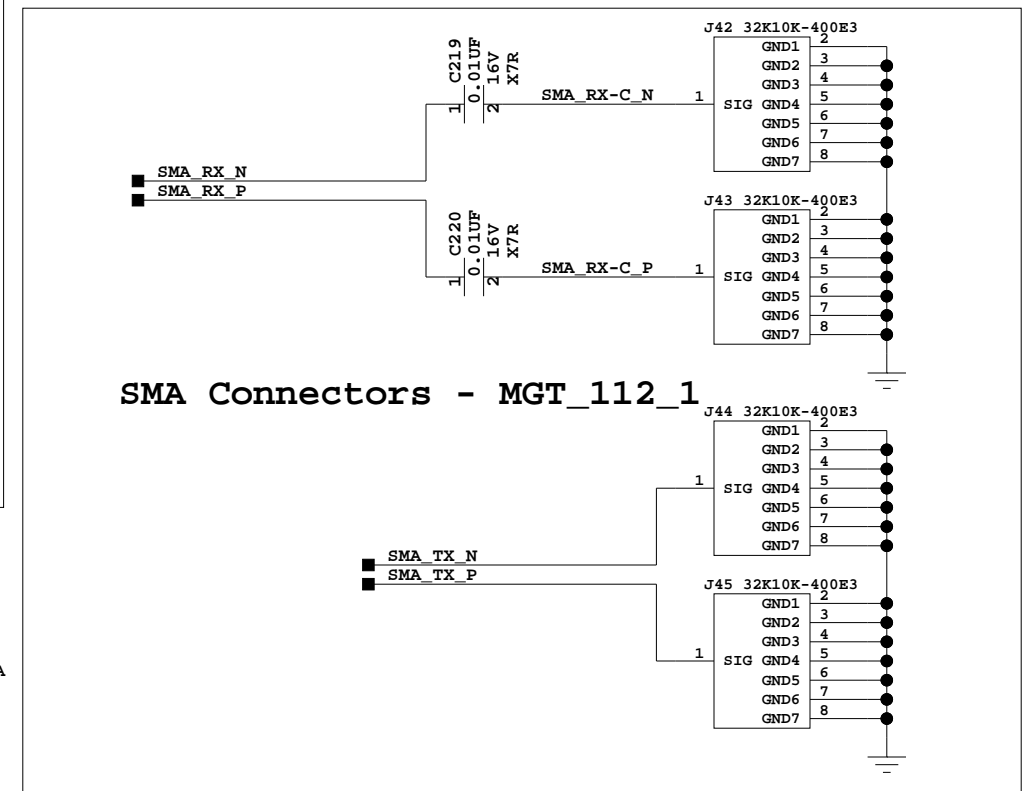 J42 32K10K-400E3
GND1 2
GND2 3
GND3 4
1 SIG GND4 5
GND5 6
GND6 7
GND7 8
C219
0.01UF
16V
X7R
1 2
SMA_RX-C_N
SMA_RX_N
SMA_RX_P
J43 32K10K-400E3
GND1 2
GND2 3
GND3 4
1 SIG GND4 5
GND5 6
GND6 7
GND7 8
C220
0.01UF
16V
X7R
1 2
SMA_RX-C_P
SMA Connectors - MGT_112_1
J44 32K10K-400E3
GND1 2
GND2 3
GND3 4
1 SIG GND4 5
GND5 6
GND6 7
GND7 8
SMA_TX_N
SMA_TX_P
J45 32K10K-400E3
GND1 2
GND2 3
GND3 4
1 SIG GND4 5
GND5 6
GND6 7
GND7 8
A